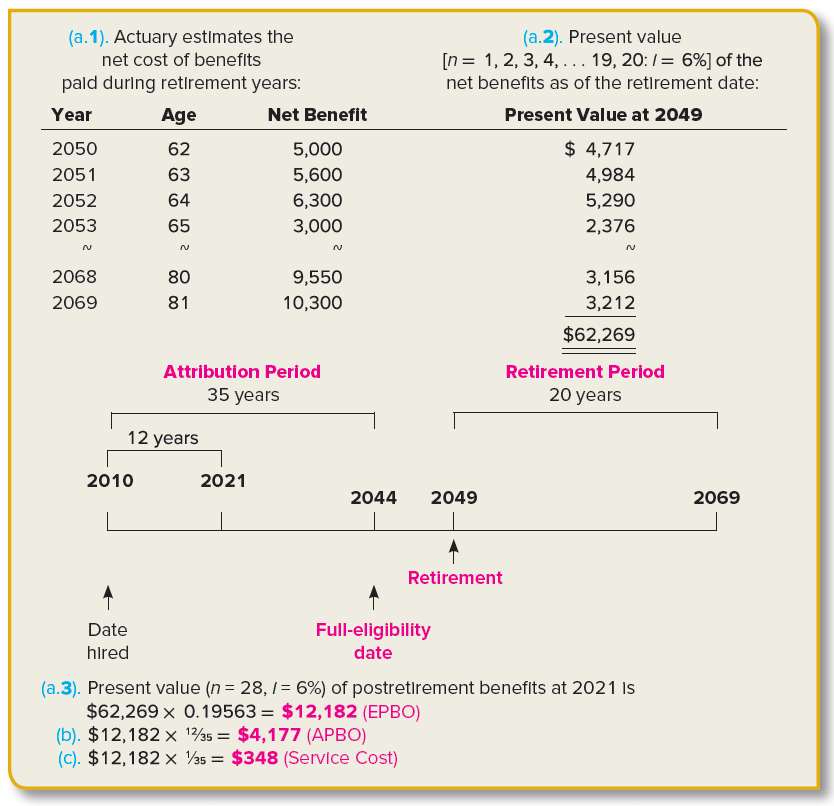 (a.1). Actuary estimates the
net cost of benefits
paid during retirement years:
(a.2). Present value
[n = 1, 2, 3, 4, . . . 19, 20: i = 6%] of the
net benefits as of the retirement date:
Year Age Net Benefit Present Value at 2049
2050 62 5,000 $ 4,717
2051 63 5,600 4,984
2052 64 6,300 5,290
2053 65 3,000 2,376
~ ~ ~ ~
2068 80 9,550 3,156
2069 81 10,300 3,212
$62,269
Attribution Period Retirement Period
35 years 20 years
12 years
2010 2021
2044 2049 2069
Retirement
Date Full-eligibility
hired date
(a.3). Present value (n = 28, i = 6%) of postretirement benefits at 2021 is
$62,269 × 0.19563 = $12,182 (EPBO)
(b). $12,182 × 12/35 = $4,177 (APBO)
(c). $12,182 × 1/35 = $348 (Service Cost)